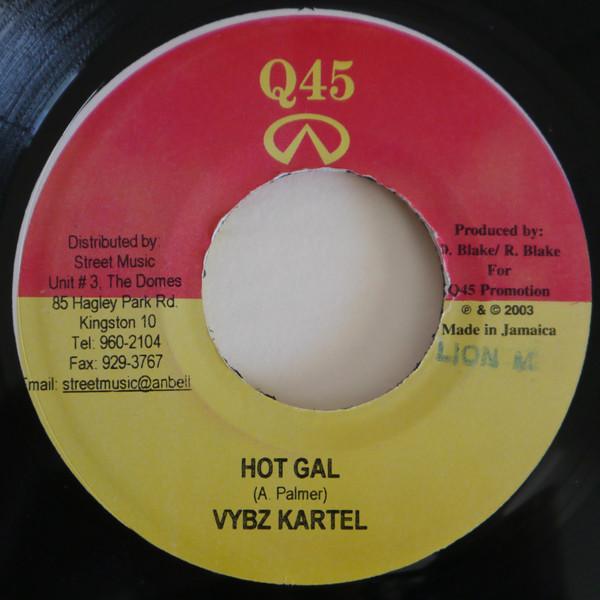 Q45
Distributed by:
Street Music
Unit # 3, The Domes
85 Hagley Park Rd.
Kingston 10
Tel: 960-2104
Fax: 929-3767
mail: streetmusic@anbell
Produced by:
D. Blake/ R. Blake
For
Q45 Promotion
℗ & © 2003
Made in Jamaica
LION M
HOT GAL
(A. Palmer)
VYBZ KARTEL